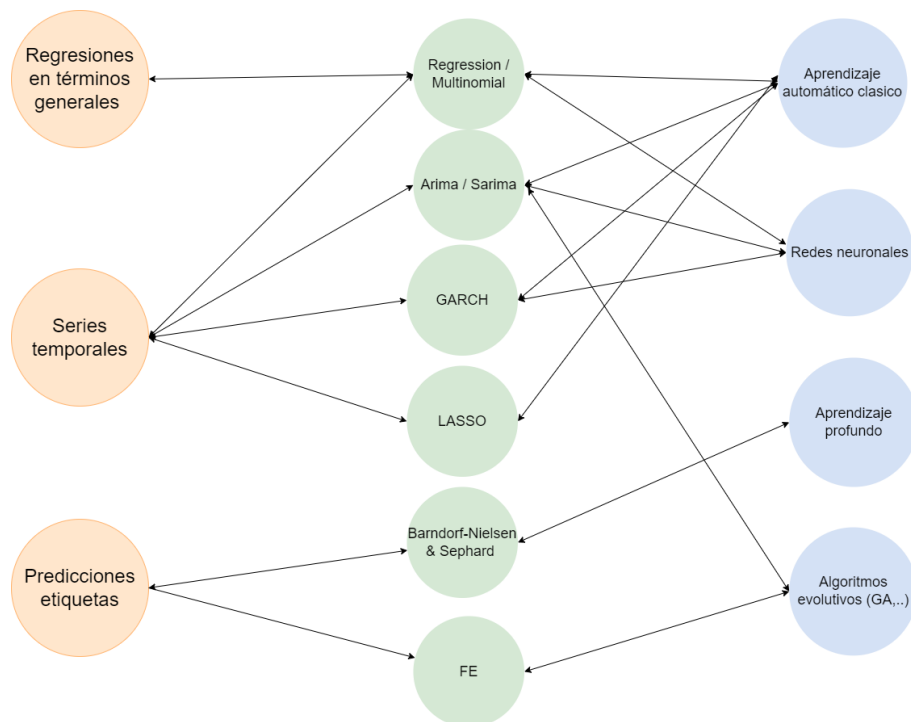 Regresiones
en términos
generales
Regression /
Multinomial
Aprendizaje
automático clasico
Arima / Sarima
Redes neuronales
GARCH
Series
temporales
LASSO
Aprendizaje
profundo
Barndorf-Nielsen
& Sephard
Predicciones
etiquetas
Algoritmos
evolutivos (GA,..)
FE